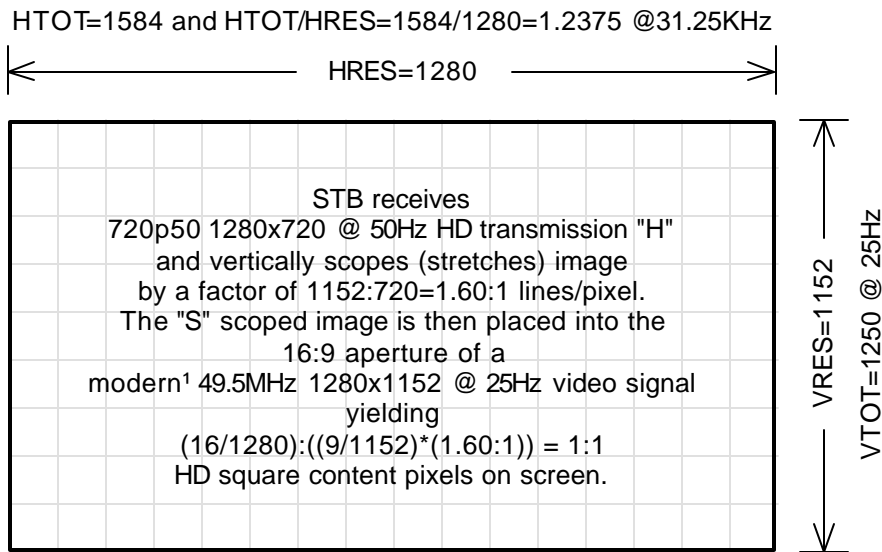 HTOT=1584 and HTOT/HRES=1584/1280=1.2375 @31.25KHz
HRES=1280
STB receives
720p50 1280x720 @ 50Hz HD transmission "H"
and vertically scopes (stretches) image
by a factor of 1152:720=1.60:1 lines/pixel.
The "S" scoped image is then placed into the
16:9 aperture of a
modern¹ 49.5MHz 1280x1152 @ 25Hz video signal
yielding
(16/1280):((9/1152)*(1.60:1)) = 1:1
HD square content pixels on screen.
VRES=1152
VTOT=1250 @ 25Hz